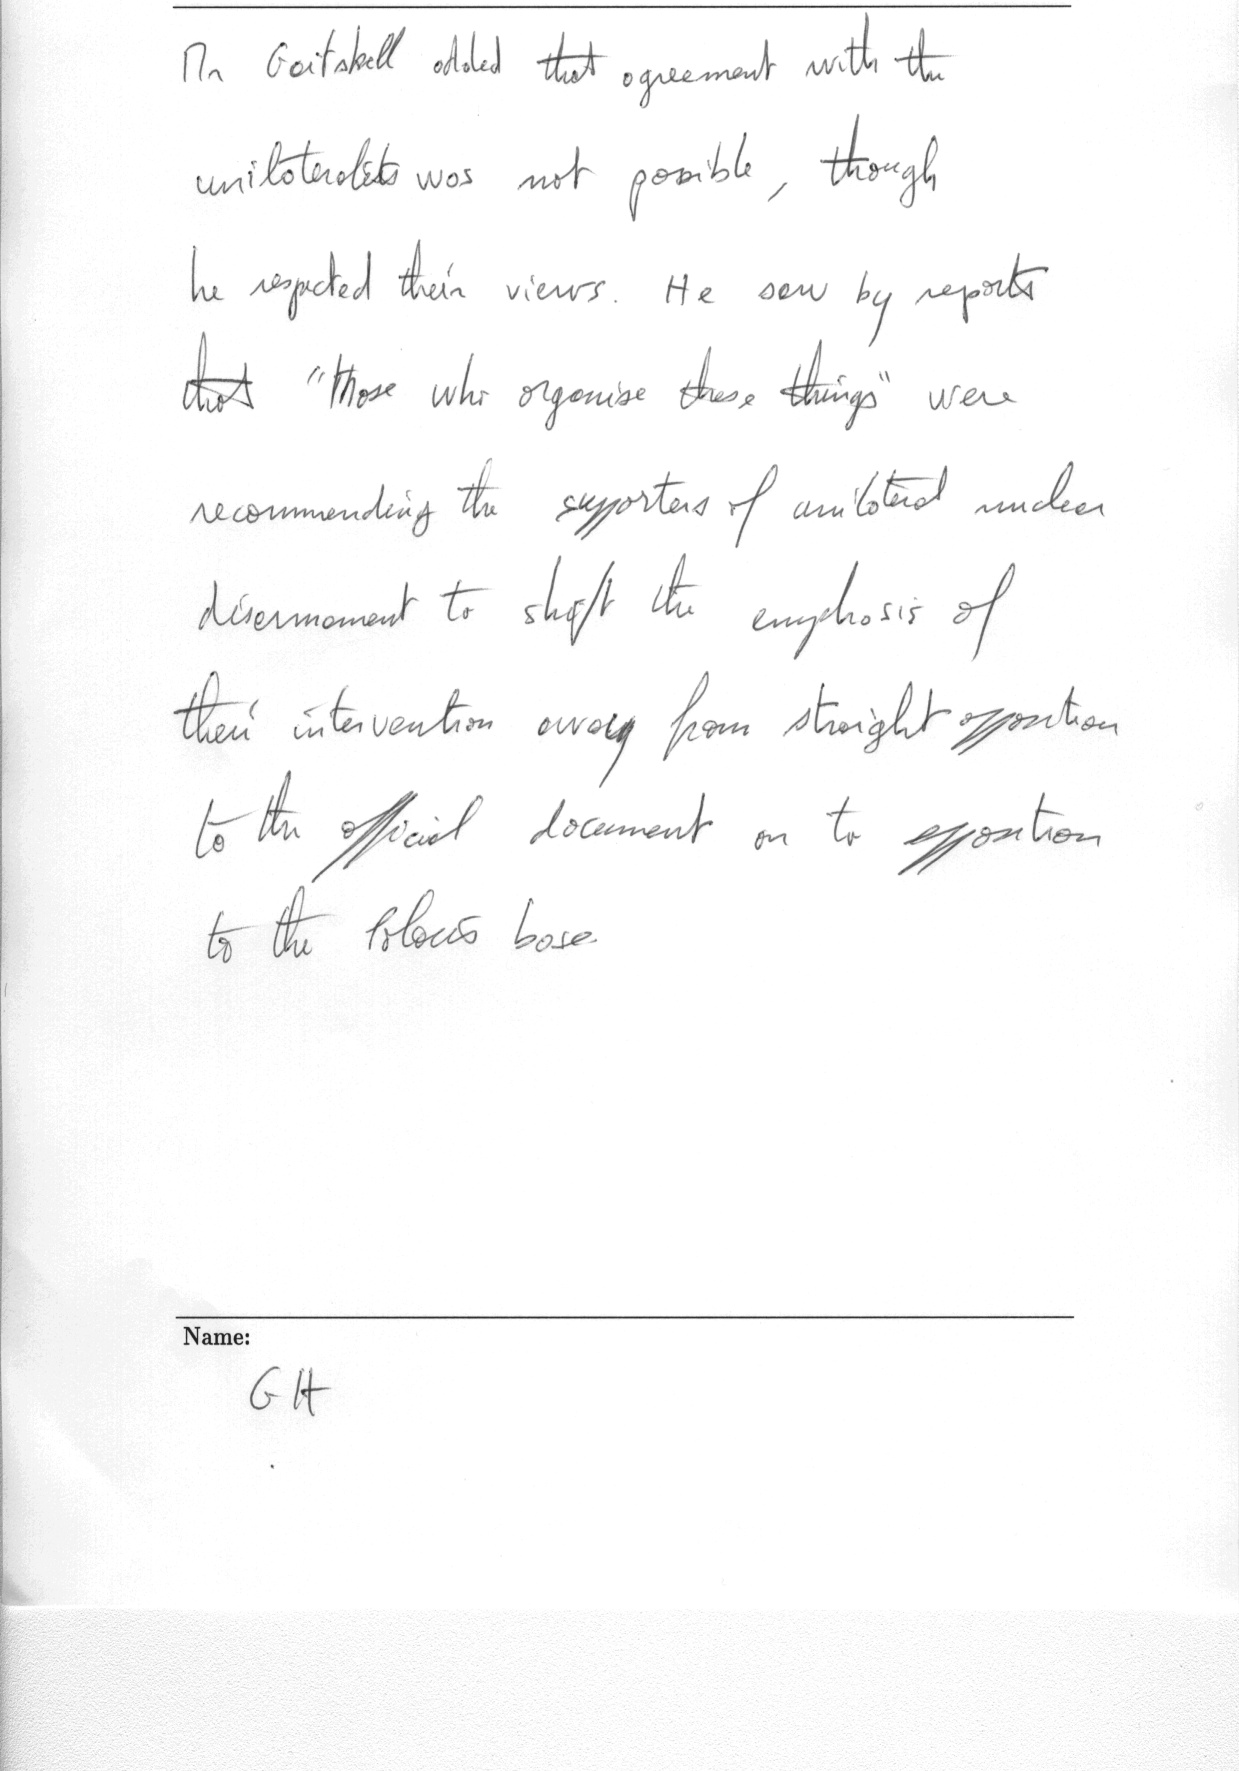 Mr Gaitskell added that agreement with the
unilateralists was not possible, though
he respected their views. He saw by reports
that "those who organise these things" were
recommending the supporters of unilateral nuclear
disarmament to shift the emphasis of
their intervention away from straight opposition
to the official document on to opposition
to the Polaris base.
Name:
GH